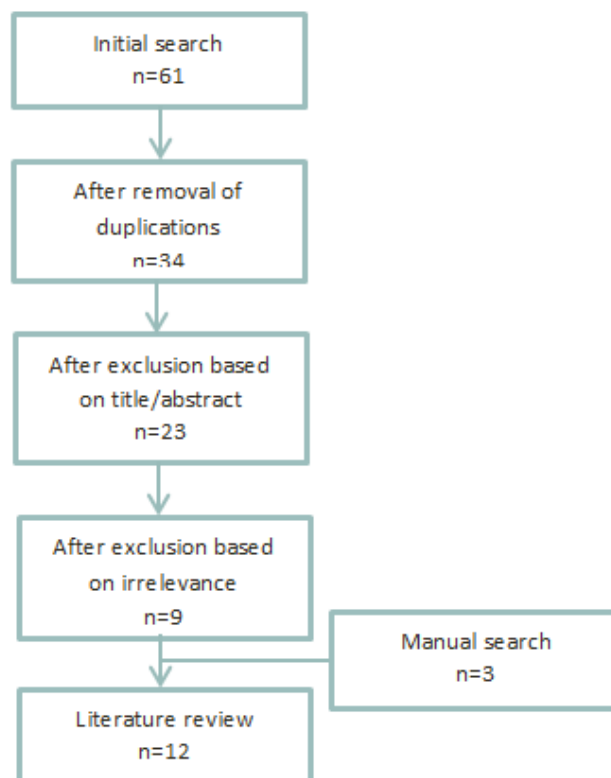 Initial search
n=61
After removal of
duplications
n=34
After exclusion based
on title/abstract
n=23
After exclusion based
on irrelevance
n=9
Manual search
n=3
Literature review
n=12